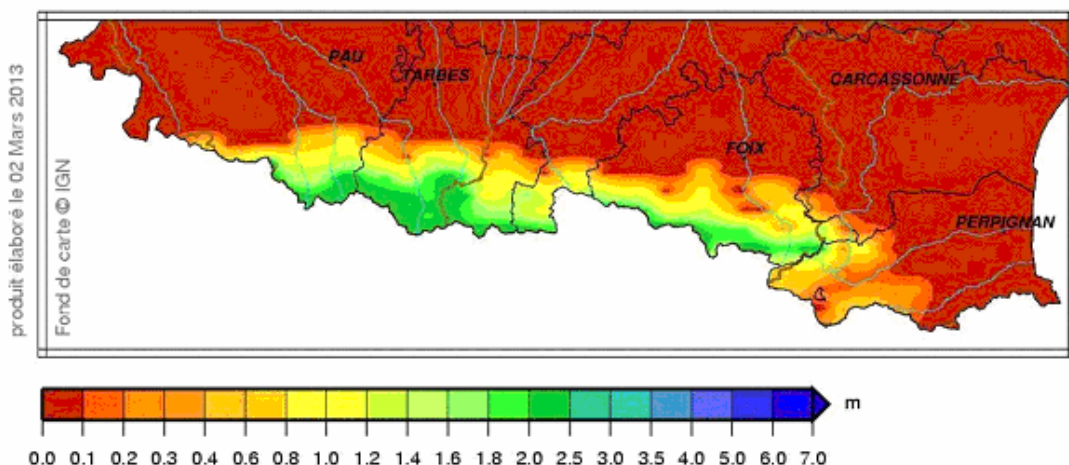 produit élaboré le 02 Mars 2013
Fond de carte © IGN
PAU
TARBES
CARCASSONNE
FOIX
PERPIGNAN
m
0.0 0.1 0.2 0.3 0.4 0.6 0.8 1.0 1.2 1.4 1.6 1.8 2.0 2.5 3.0 3.5 4.0 5.0 6.0 7.0